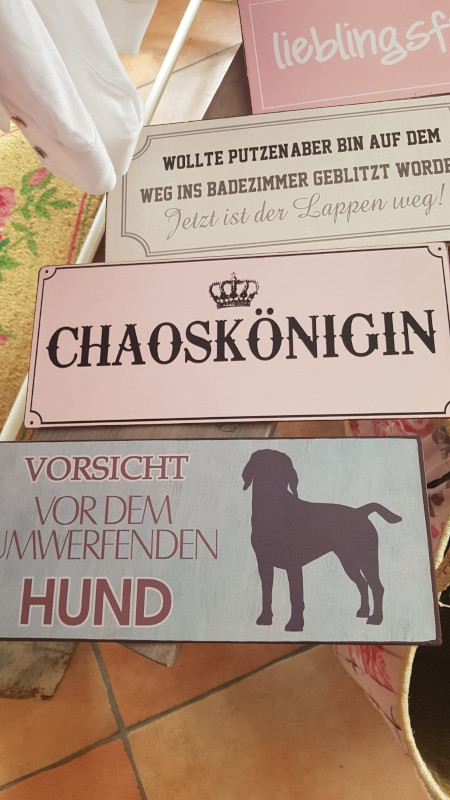 lieblingsf
WOLLTE PUTZEN ABER BIN AUF DEM
WEG INS BADEZIMMER GEBLITZT WORDE
Jetzt ist der Lappen weg!
CHAOSKÖNIGIN
VORSICHT
VOR DEM
UMWERFENDEN
HUND